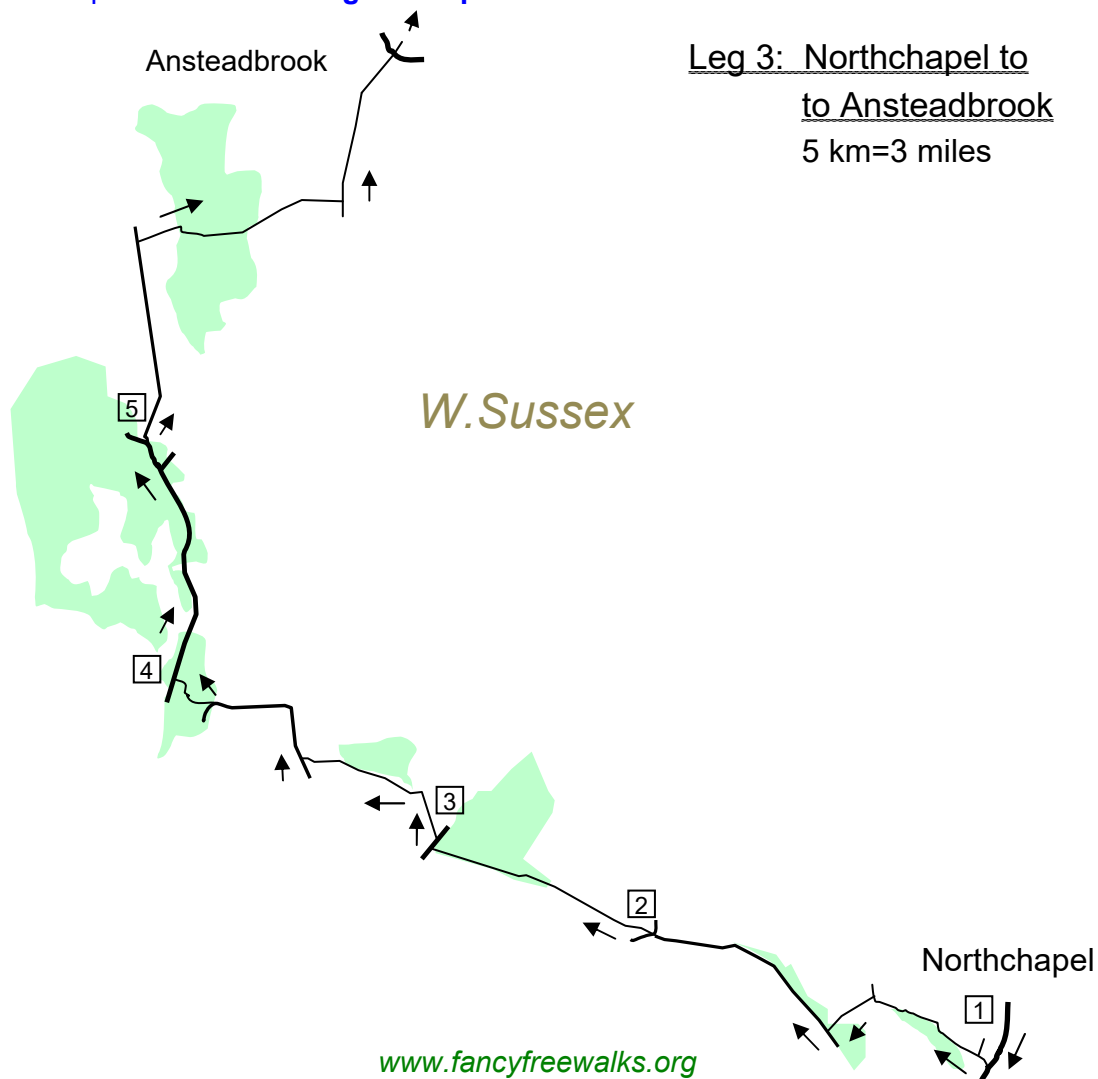 Ansteadbrook
Leg 3: Northchapel to
to Ansteadbrook
5 km=3 miles
W.Sussex
5
4
3
2
Northchapel
1
www.fancyfreewalks.org